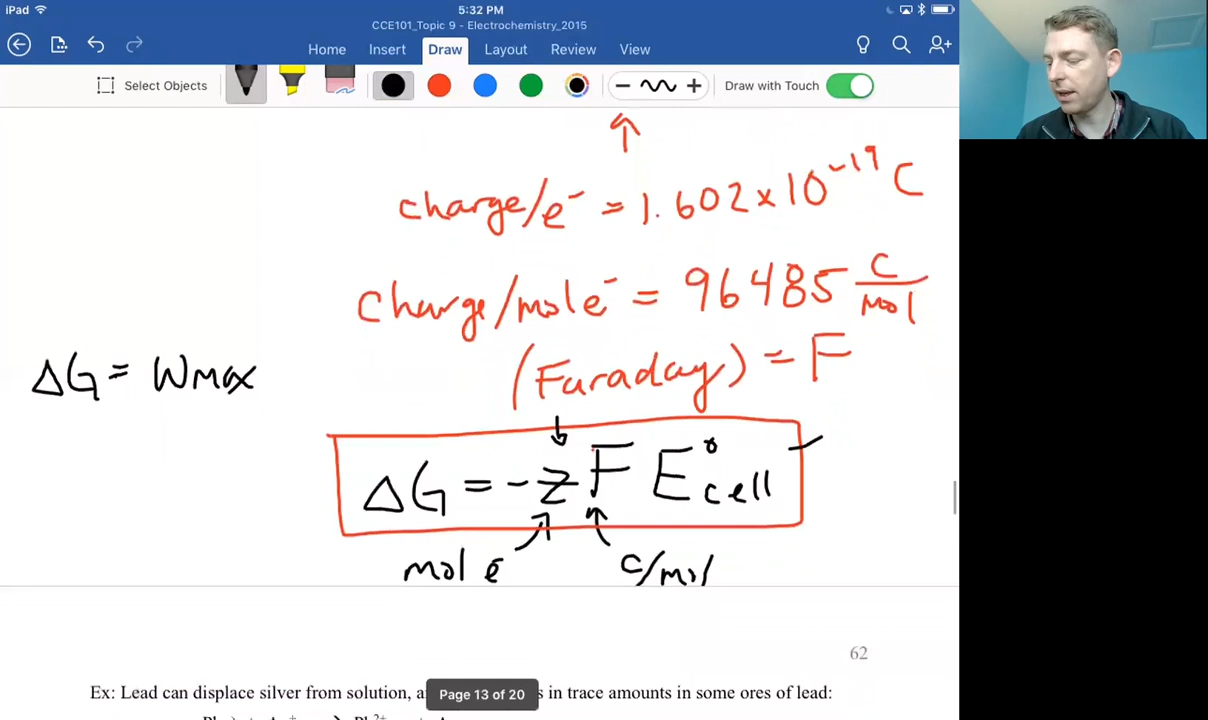 iPad
5:32 PM
CCE101_Topic 9 - Electrochemistry_2015
Home Insert Draw Layout Review View
Select Objects
Draw with Touch
charge/e⁻ = 1.602 x 10⁻¹⁹ C
Charge/mole⁻ = 96485 C/mol
(Faraday) = F
ΔG = Wmax
ΔG = -z F E°cell
mol e⁻ C/mol
62
Ex: Lead can displace silver from solution, a
s in trace amounts in some ores of lead:
Page 13 of 20